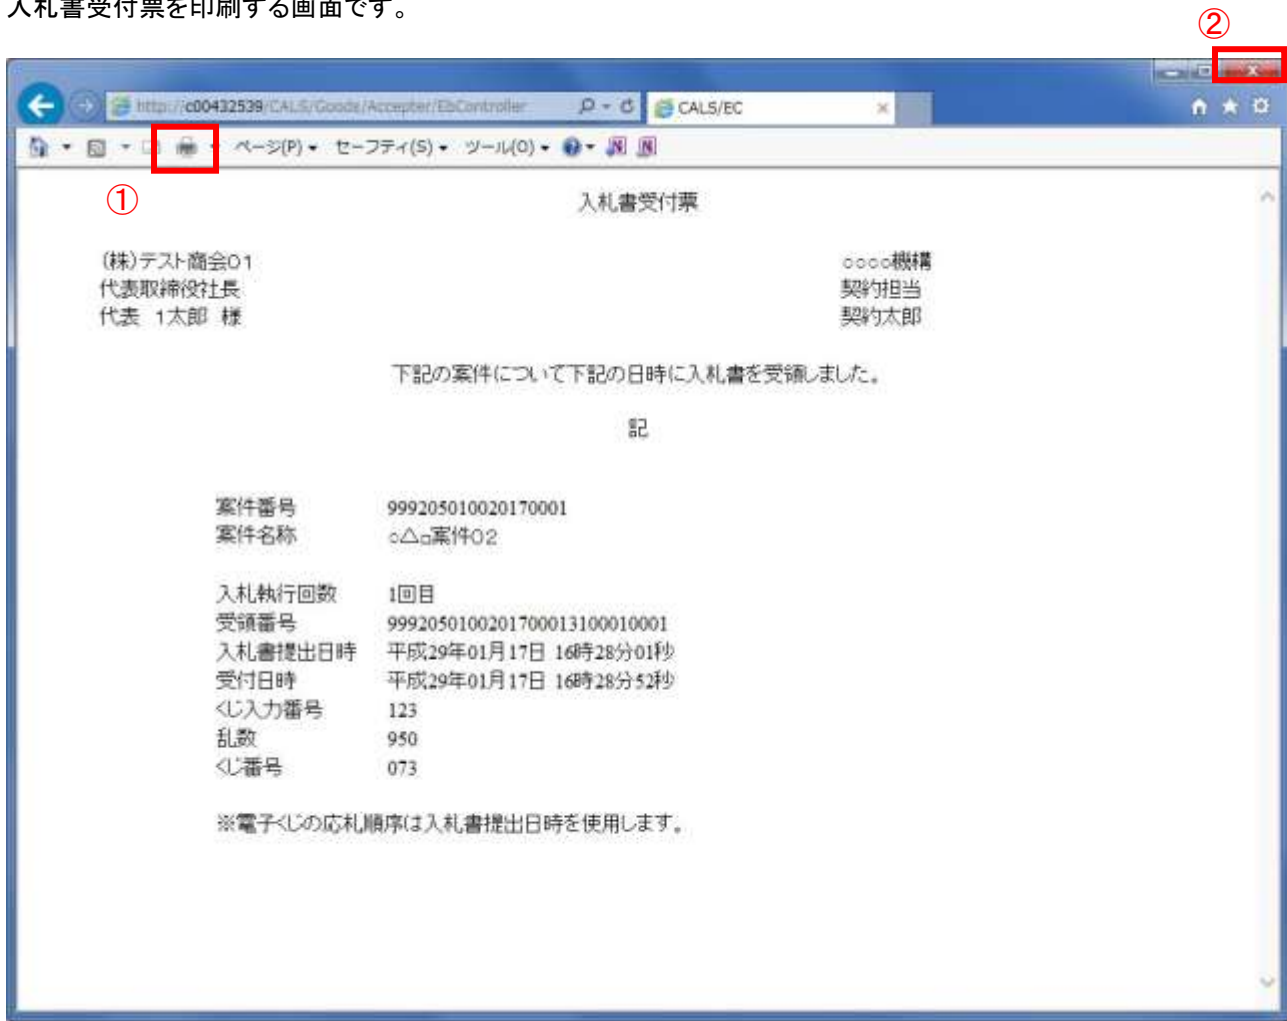 入札書受付票を印刷する画面です。
②
http://c00432539/CALS/Goods/Accepter/EbController
CALS/EC
ページ(P) セーフティ(S) ツール(O)
①
入札書受付票
(株)テスト商会01
代表取締役社長
代表 1太郎 様
○○○○機構
契約担当
契約太郎
下記の案件について下記の日時に入札書を受領しました。
記
案件番号 999205010020170001
案件名称 ○△□案件02
入札執行回数 1回目
受領番号 99920501002017000013100010001
入札書提出日時 平成29年01月17日 16時28分01秒
受付日時 平成29年01月17日 16時28分52秒
くじ入力番号 123
乱数 950
くじ番号 073
※電子くじの応札順序は入札書提出日時を使用します。